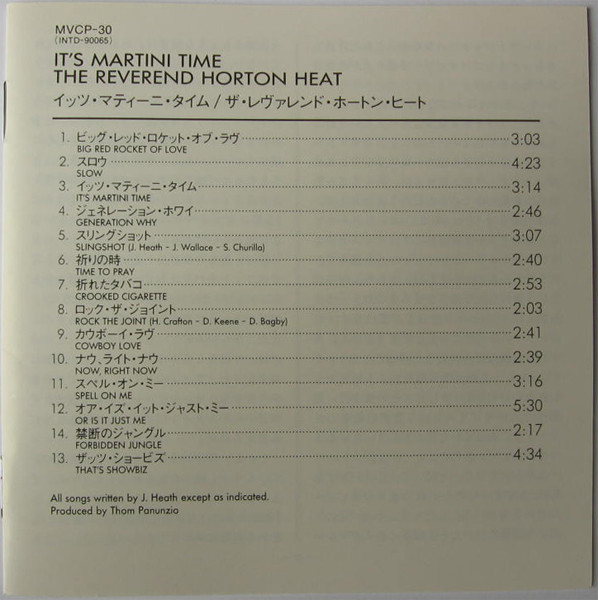 MVCP-30
(INTD-90065)
IT'S MARTINI TIME
THE REVEREND HORTON HEAT
イッツ・マティーニ・タイム / ザ・レヴァレンド・ホートン・ヒート
1. ビッグ・レッド・ロケット・オブ・ラヴ 3:03
BIG RED ROCKET OF LOVE
2. スロウ 4:23
SLOW
3. イッツ・マティーニ・タイム 3:14
IT'S MARTINI TIME
4. ジェネレーション・ホワイ 2:46
GENERATION WHY
5. スリングショット 3:07
SLINGSHOT (J. Heath - J. Wallace - S. Churilla)
6. 祈りの時 2:40
TIME TO PRAY
7. 折れたタバコ 2:53
CROOKED CIGARETTE
8. ロック・ザ・ジョイント 2:03
ROCK THE JOINT (H. Crafton - D. Keene - D. Bagby)
9. カウボーイ・ラヴ 2:41
COWBOY LOVE
10. ナウ、ライト・ナウ 2:39
NOW, RIGHT NOW
11. スペル・オン・ミー 3:16
SPELL ON ME
12. オア・イズ・イット・ジャスト・ミー 5:30
OR IS IT JUST ME
14. 禁断のジャングル 2:17
FORBIDDEN JUNGLE
13. ザッツ・ショービズ 4:34
THAT'S SHOWBIZ
All songs written by J. Heath except as indicated.
Produced by Thom Panunzio